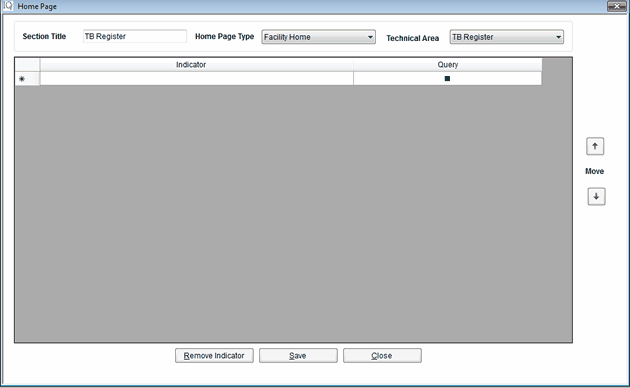 Home Page
Section Title TB Register Home Page Type Facility Home Technical Area TB Register
Indicator Query
Move
Remove Indicator Save Close